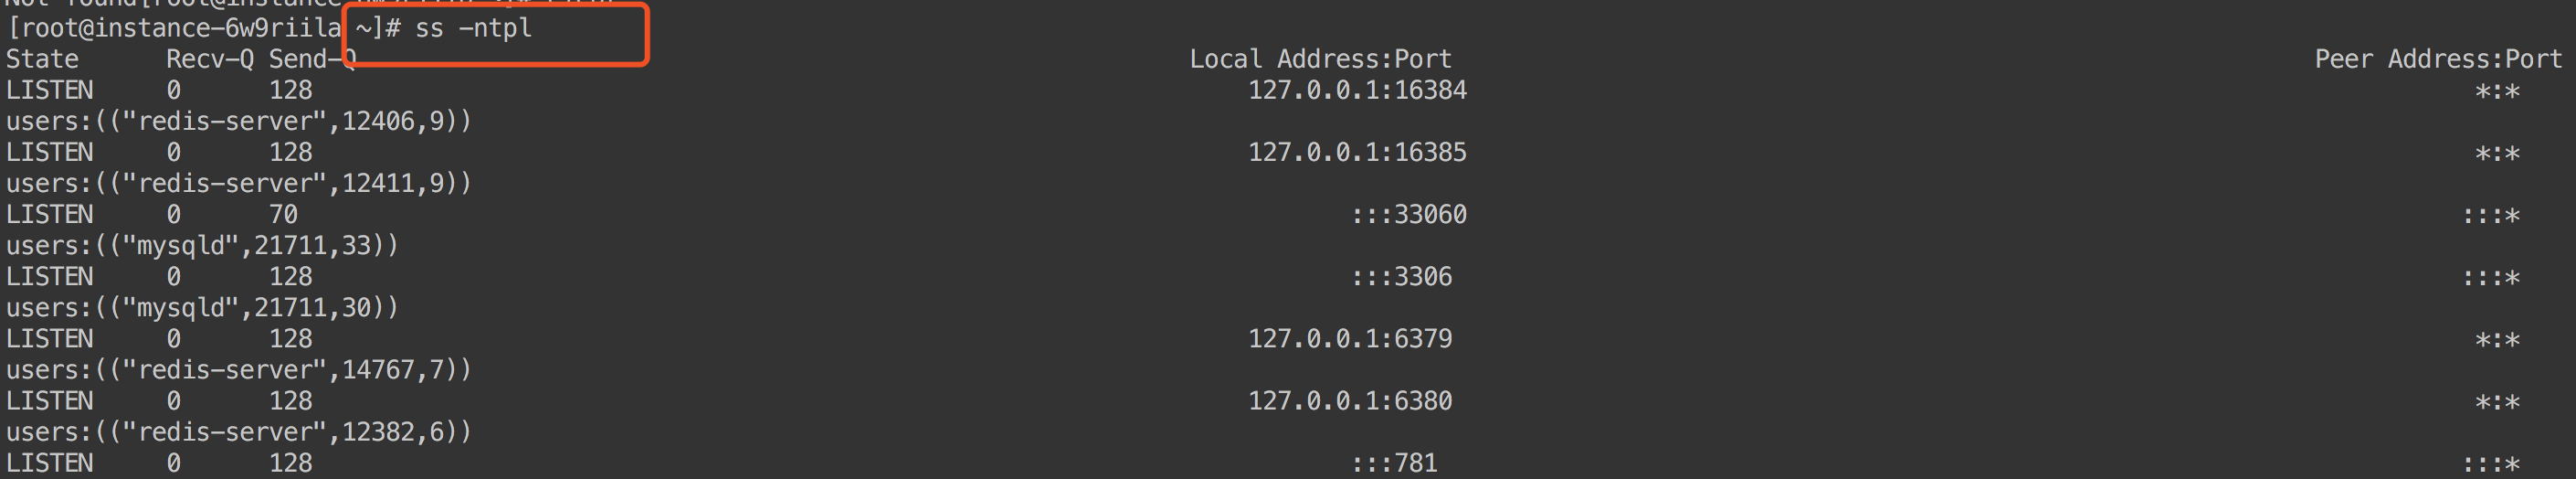 [root@instance-6w9riila ~]# ss -ntpl
State Recv-Q Send-Q Local Address:Port Peer Address:Port
LISTEN 0 128 127.0.0.1:16384 *:*
users:(("redis-server",12406,9))
LISTEN 0 128 127.0.0.1:16385 *:*
users:(("redis-server",12411,9))
LISTEN 0 70 :::33060 :::*
users:(("mysqld",21711,33))
LISTEN 0 128 :::3306 :::*
users:(("mysqld",21711,30))
LISTEN 0 128 127.0.0.1:6379 *:*
users:(("redis-server",14767,7))
LISTEN 0 128 127.0.0.1:6380 *:*
users:(("redis-server",12382,6))
LISTEN 0 128 :::781 :::*